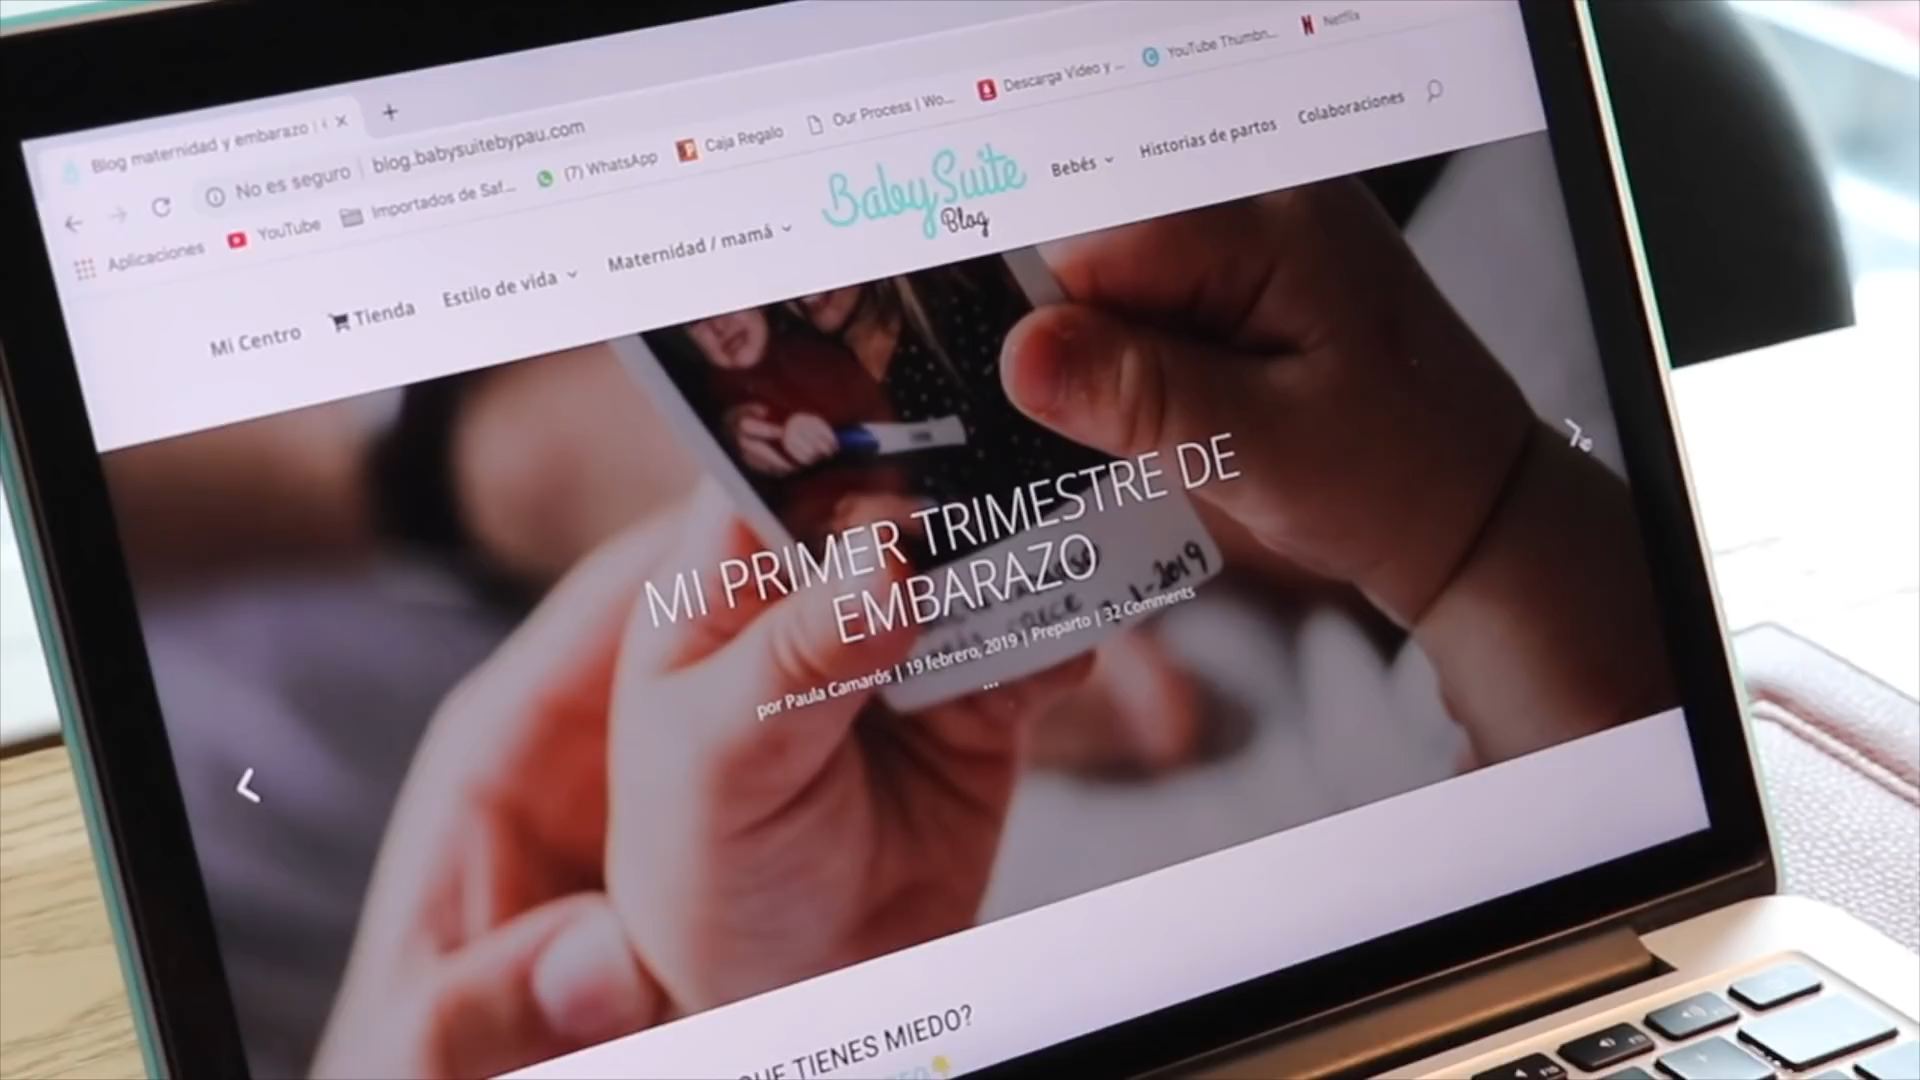 Blog maternidad y embarazo |
No es seguro | blog.babysuitebypau.com
Aplicaciones YouTube Importados de Saf... (7) WhatsApp Caja Regalo Our Process | Wo... Descarga Video y ... YouTube Thumbn... Netflix
Mi Centro Tienda Estilo de vida Maternidad / mamá BabySuite Blog Bebés Historias de partos Colaboraciones
MI PRIMER TRIMESTRE DE
EMBARAZO
por Paula Camarós | 19 febrero, 2019 | Preparto | 32 Comments
...
CRECE
1-2019
QUE TIENES MIEDO?